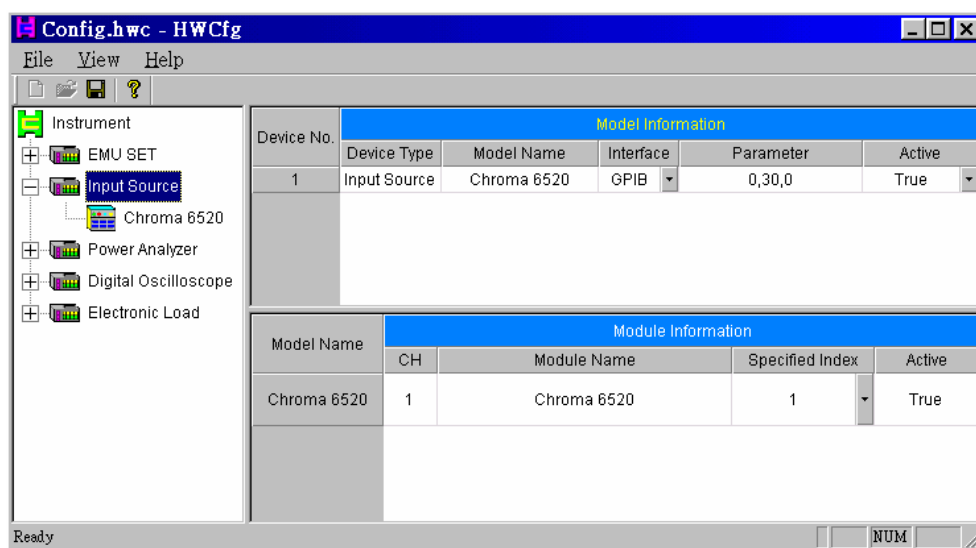 Config.hwc - HWCfg
File View Help
Instrument
EMU SET
Input Source
Chroma 6520
Power Analyzer
Digital Oscilloscope
Electronic Load
Device No. Model Information
Device Type Model Name Interface Parameter Active
1 Input Source Chroma 6520 GPIB 0,30,0 True
Model Name Module Information
CH Module Name Specified Index Active
Chroma 6520 1 Chroma 6520 1 True
Ready NUM